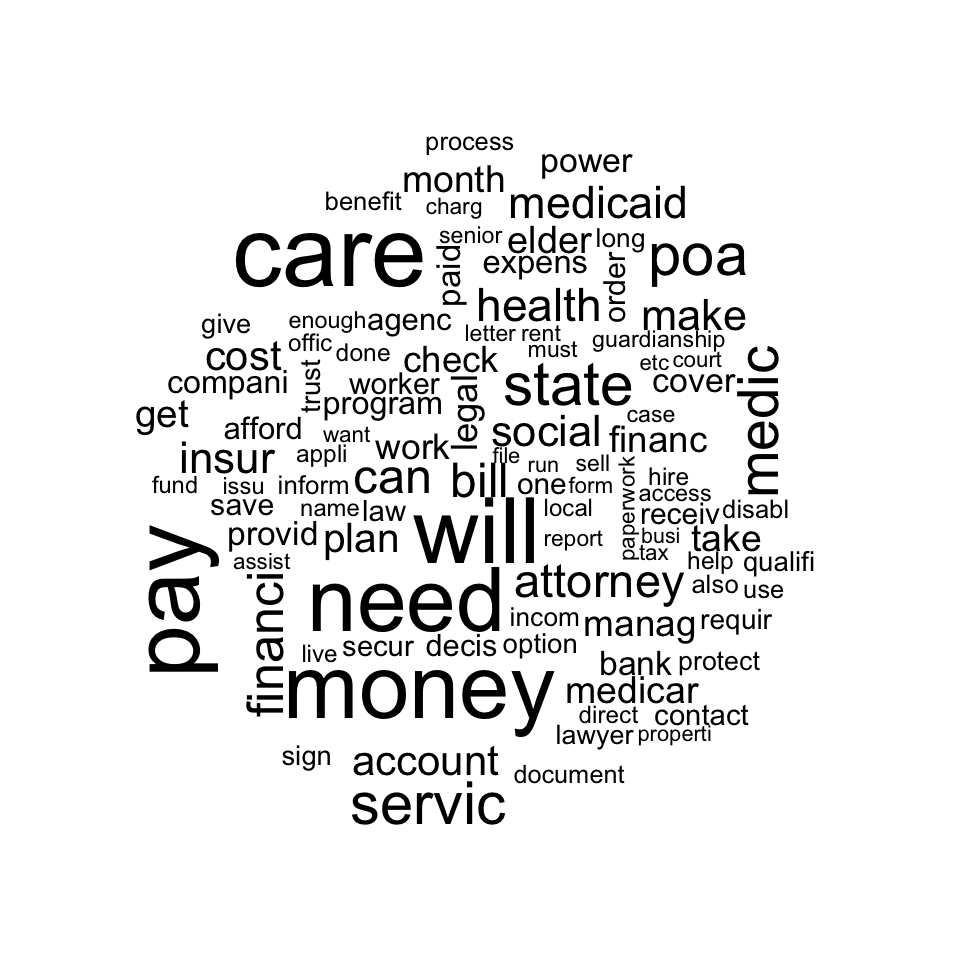 process
power
month
benefit
charg
medicaid
care
senior
elder
long
poa
paid
expens
order
health
make
give
enough
agenc
letter
rent
guardianship
offic
done
must
cost
check
etc
court
compani
trust
worker
state
cover
medic
get
program
legal
case
afford
want
work
social
financ
insur
appli
file
run
sell
can
bill
one
form
paperwork
hire
fund
issu
inform
access
save
name
law
will
local
receiv
disabl
pay
provid
plan
report
busi
take
tax
assist
help
qualifi
financi
need
attorney
also
use
incom
manag
requir
live
secur
decis
option
bank
protect
money
medicar
direct
contact
lawyer
properti
sign
account
document
servic